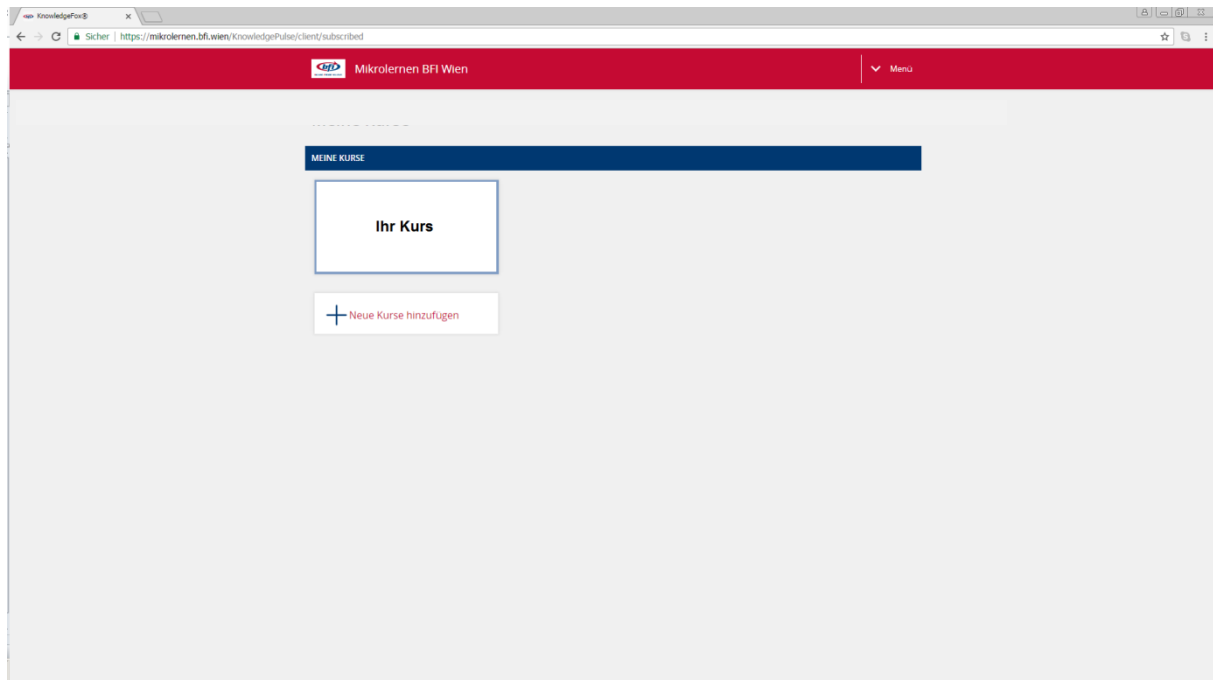 KnowledgeFox®
Sicher | https://mikrolernen.bfi.wien/KnowledgePulse/client/subscribed
bfi
Mikrolernen BFI Wien
Menü
MEINE KURSE
Ihr Kurs
Neue Kurse hinzufügen